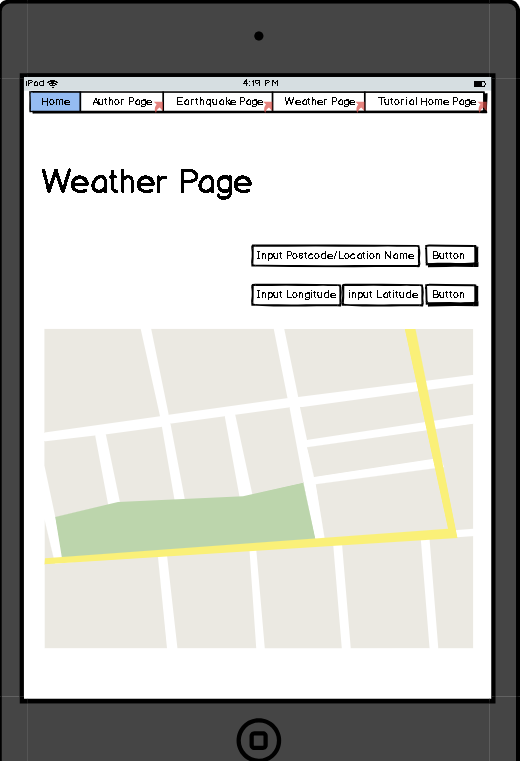 iPad 4:19 PM
Home Author Page Earthquake Page Weather Page Tutorial Home Page
Weather Page
Input Postcode/Location Name Button
Input Longitude input Latitude Button